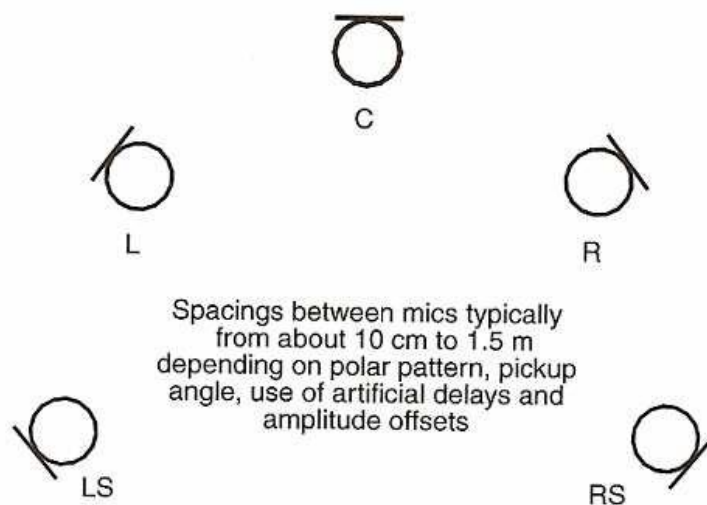 C
L
R
Spacings between mics typically
from about 10 cm to 1.5 m
depending on polar pattern, pickup
angle, use of artificial delays and
amplitude offsets
LS
RS